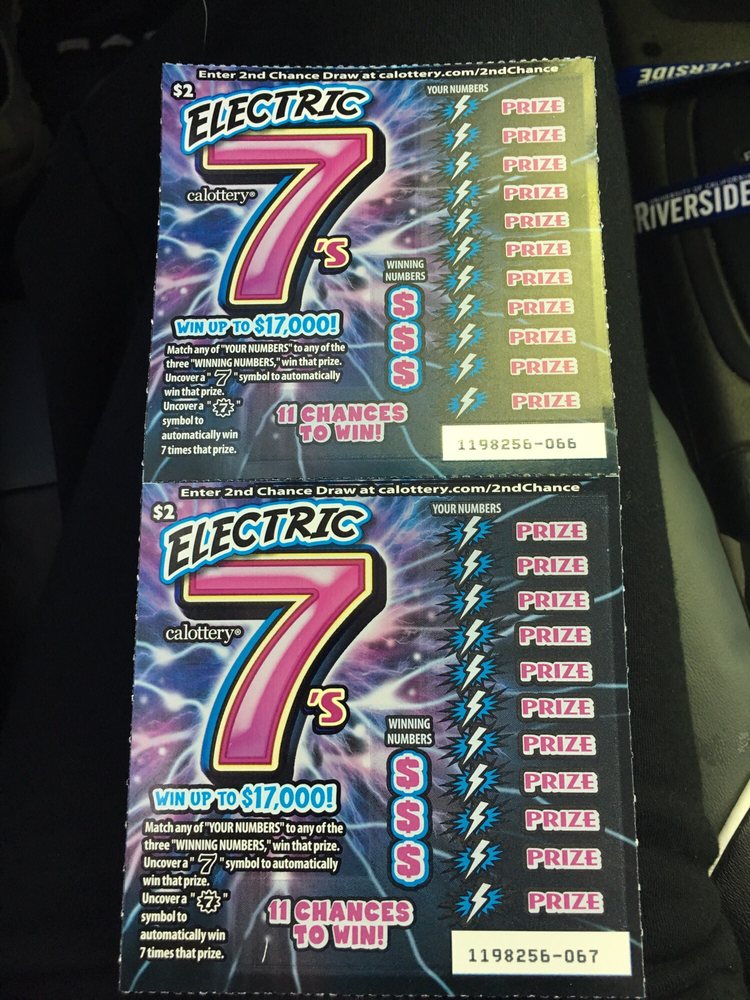 Enter 2nd Chance Draw at calottery.com/2ndChance
$2
ELECTRIC
7'S
calottery®
WIN UP TO $17,000!
Match any of "YOUR NUMBERS" to any of the
three "WINNING NUMBERS," win that prize.
Uncover a "7" symbol to automatically
win that prize.
Uncover a "7"
symbol to
automatically win
7 times that prize.
11 CHANCES
TO WIN!
WINNING
NUMBERS
$
$
$
YOUR NUMBERS
PRIZE
PRIZE
PRIZE
PRIZE
PRIZE
PRIZE
PRIZE
PRIZE
PRIZE
PRIZE
PRIZE
1198256-066
Enter 2nd Chance Draw at calottery.com/2ndChance
$2
ELECTRIC
7'S
calottery®
WIN UP TO $17,000!
Match any of "YOUR NUMBERS" to any of the
three "WINNING NUMBERS," win that prize.
Uncover a "7" symbol to automatically
win that prize.
Uncover a "7"
symbol to
automatically win
7 times that prize.
11 CHANCES
TO WIN!
WINNING
NUMBERS
$
$
$
YOUR NUMBERS
PRIZE
PRIZE
PRIZE
PRIZE
PRIZE
PRIZE
PRIZE
PRIZE
PRIZE
PRIZE
PRIZE
1198256-067
VERSIDE
UNIVERSITY OF CALIFORNIA
RIVERSIDE